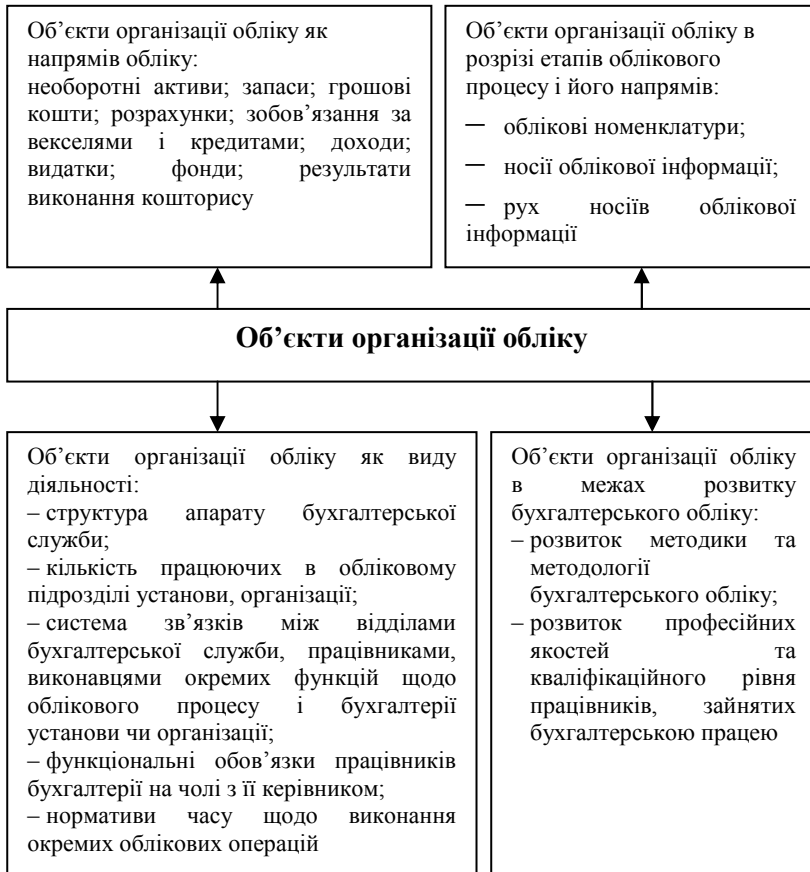 Об’єкти організації обліку як
напрямів обліку:
необоротні активи; запаси; грошові
кошти; розрахунки; зобов’язання за
векселями і кредитами; доходи;
видатки; фонди; результати
виконання кошторису
Об’єкти організації обліку в
розрізі етапів облікового
процесу і його напрямів:
— облікові номенклатури;
— носії облікової інформації;
— рух носіїв облікової
інформації
Об’єкти організації обліку
Об’єкти організації обліку як виду
діяльності:
– структура апарату бухгалтерської
служби;
– кількість працюючих в обліковому
підрозділі установи, організації;
– система зв’язків між відділами
бухгалтерської служби, працівниками,
виконавцями окремих функцій щодо
облікового процесу і бухгалтерії
установи чи організації;
– функціональні обов’язки працівників
бухгалтерії на чолі з її керівником;
– нормативи часу щодо виконання
окремих облікових операцій
Об’єкти організації обліку
в межах розвитку
бухгалтерського обліку:
– розвиток методики та
методології
бухгалтерського обліку;
– розвиток професійних
якостей та
кваліфікаційного рівня
працівників, зайнятих
бухгалтерською працею